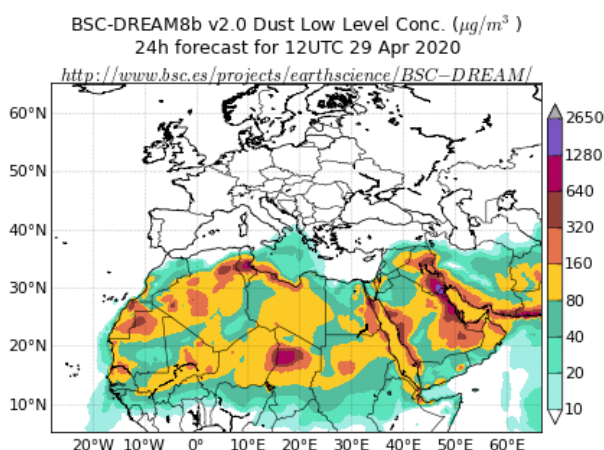 BSC-DREAM8b v2.0 Dust Low Level Conc. (μg/m³ )
24h forecast for 12UTC 29 Apr 2020
http://www.bsc.es/projects/earthscience/BSC−DREAM/
60°N
50°N
40°N
30°N
20°N
10°N
20°W 10°W 0° 10°E 20°E 30°E 40°E 50°E 60°E
2650
1280
640
320
160
80
40
20
10